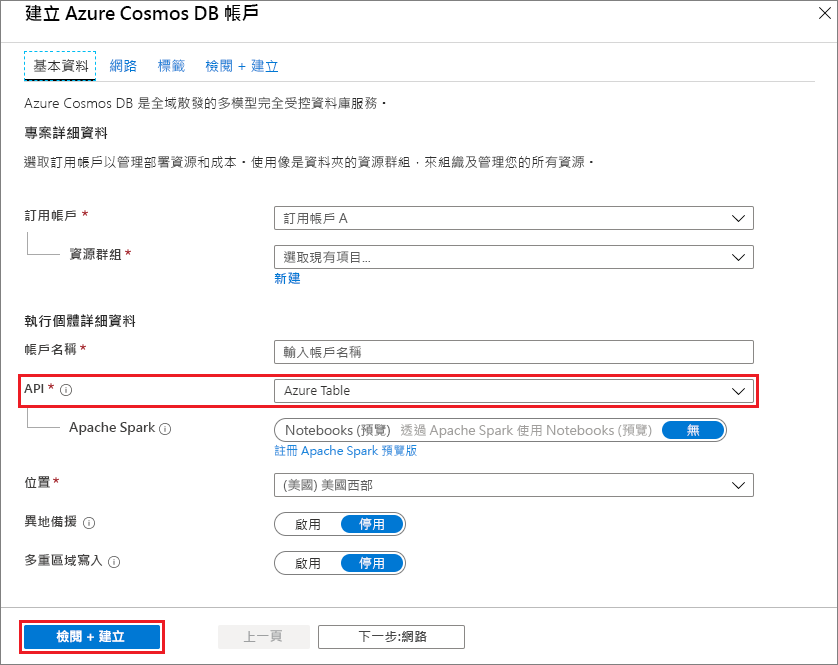 建立 Azure Cosmos DB 帳戶
基本資料 網路 標籤 檢閱 + 建立
Azure Cosmos DB 是全域散發的多模型完全受控資料庫服務。
專案詳細資料
選取訂用帳戶以管理部署資源和成本。使用像是資料夾的資源群組，來組織及管理您的所有資源。
訂用帳戶 * 訂用帳戶 A
資源群組 * 選取現有項目...
新建
執行個體詳細資料
帳戶名稱 * 輸入帳戶名稱
API * Azure Table
Apache Spark Notebooks (預覽) 透過 Apache Spark 使用 Notebooks (預覽) 無
註冊 Apache Spark 預覽版
位置 * (美國) 美國西部
異地備援 啟用 停用
多重區域寫入 啟用 停用
檢閱 + 建立 上一頁 下一步:網路